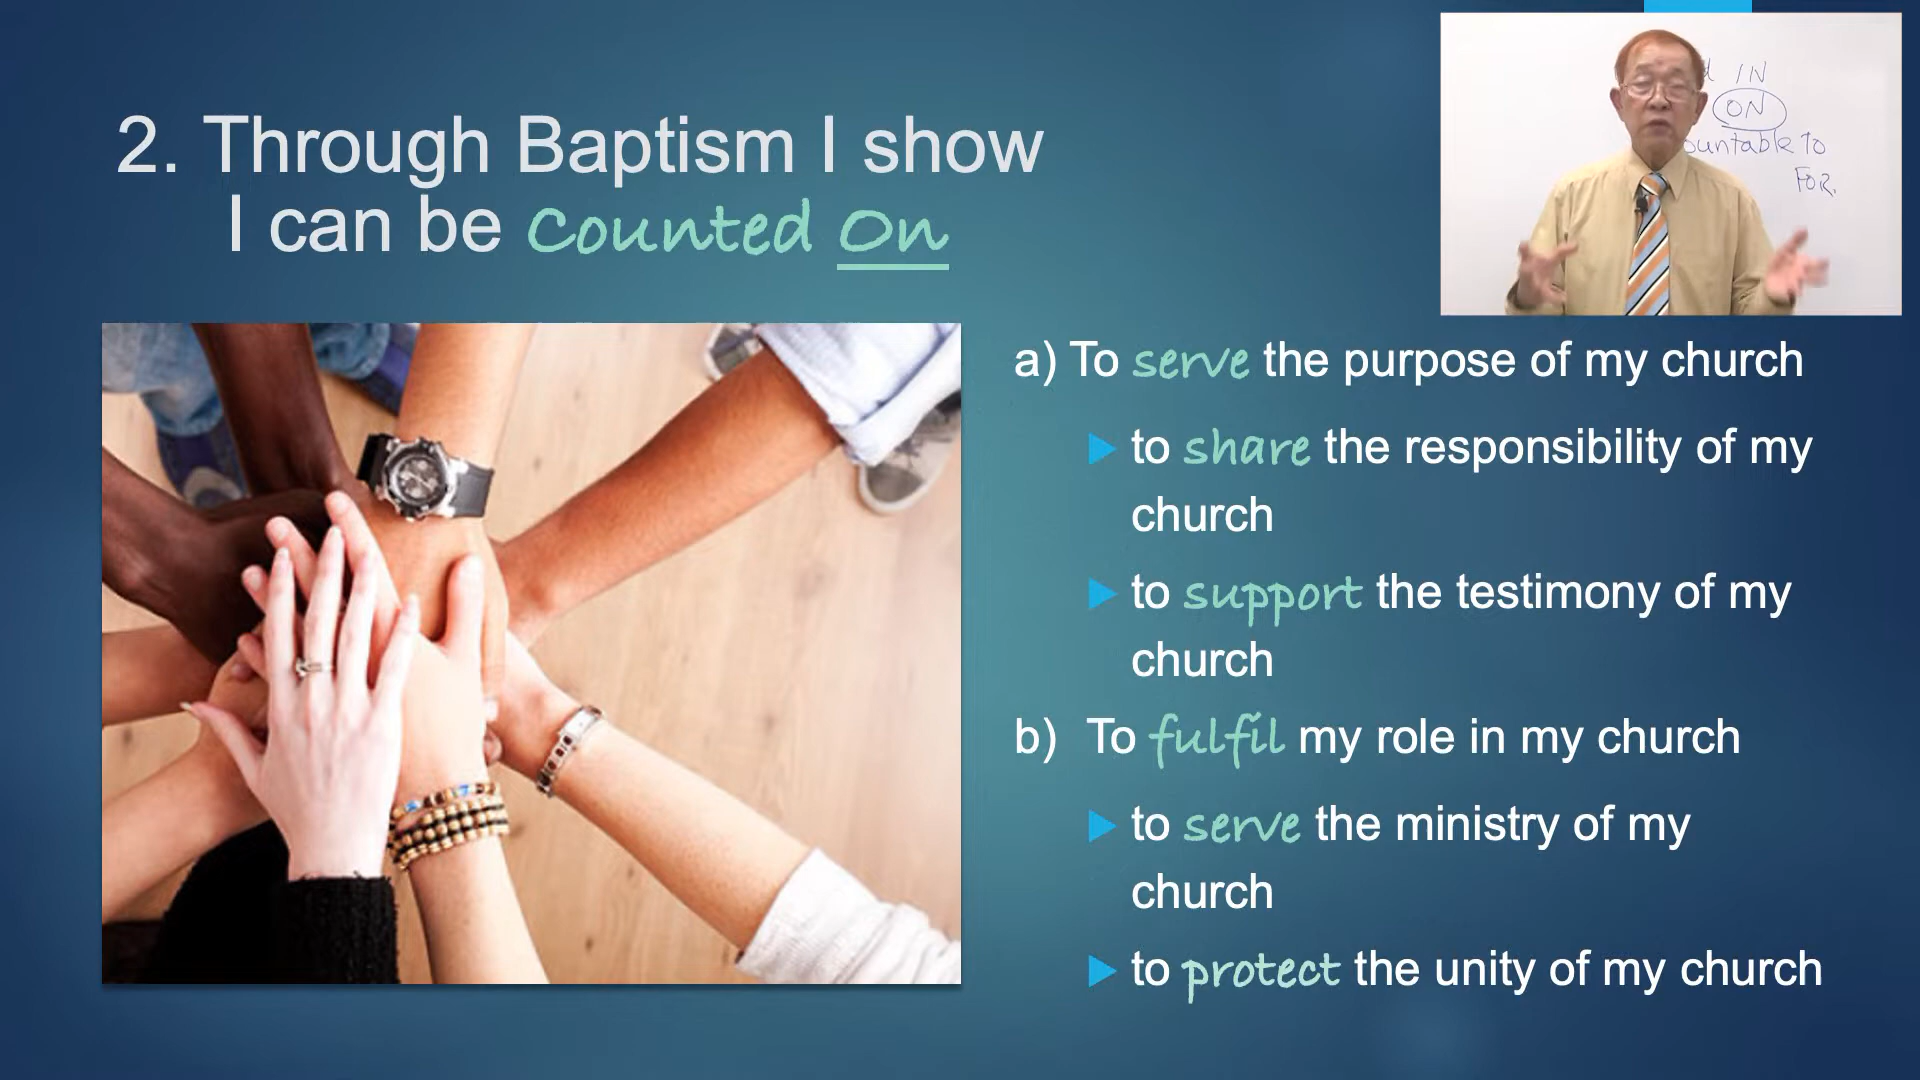 2. Through Baptism I show
I can be Counted On
IN
ON
To
FOR.
a) To serve the purpose of my church
to share the responsibility of my
church
to support the testimony of my
church
b) To fulfil my role in my church
to serve the ministry of my
church
to protect the unity of my church